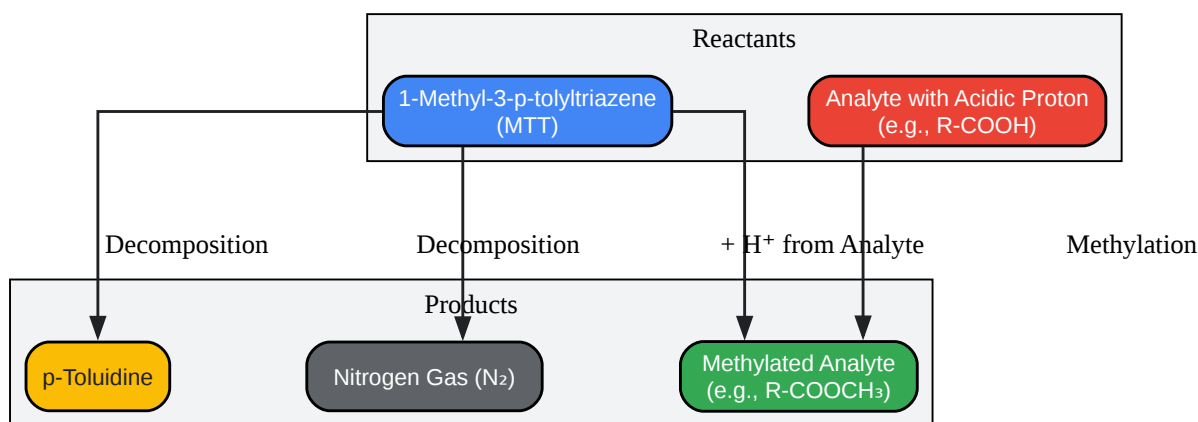 Reactants
1-Methyl-3-p-tolyltriazene
(MTT)
Analyte with Acidic Proton
(e.g., R-COOH)
Decomposition
Decomposition
+ H⁺ from Analyte
Methylation
Products
p-Toluidine
Nitrogen Gas (N₂)
Methylated Analyte
(e.g., R-COOCH₃)